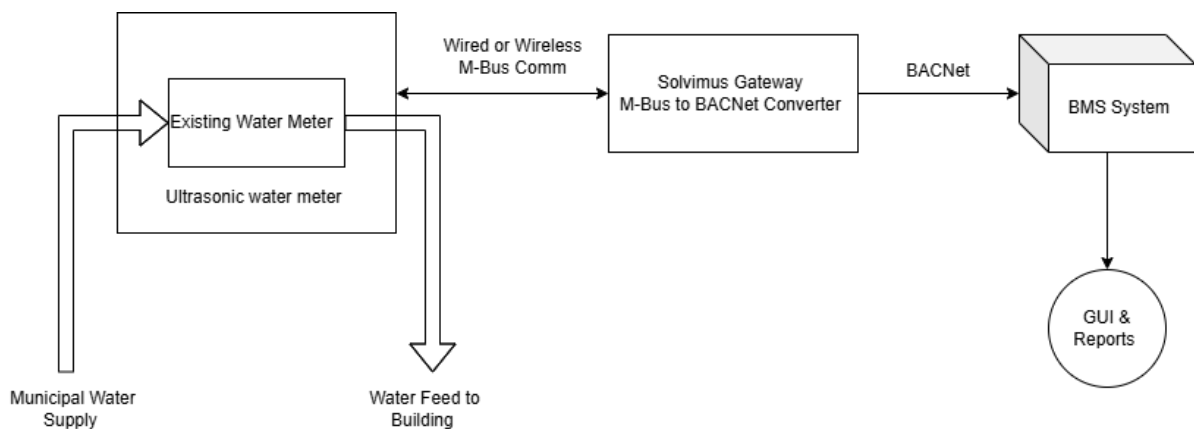 Wired or Wireless
M-Bus Comm
Existing Water Meter
Ultrasonic water meter
Solvimus Gateway
M-Bus to BACNet Converter
BACNet
BMS System
GUI &
Reports
Municipal Water
Supply
Water Feed to
Building